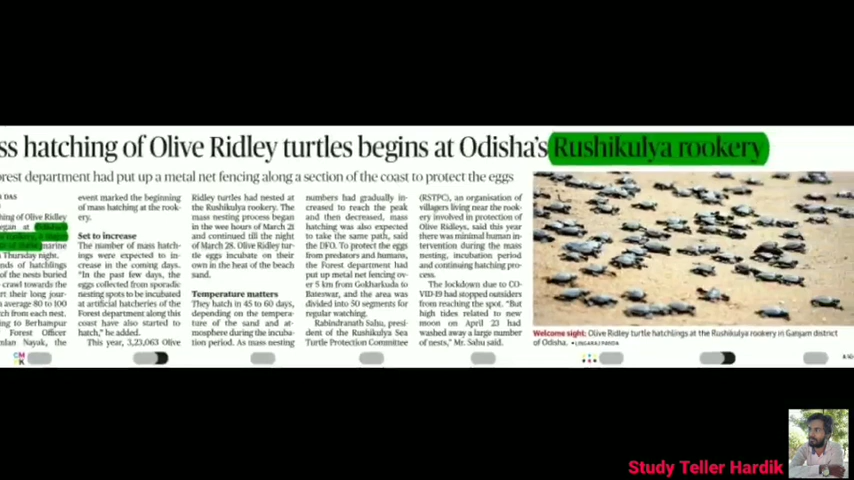 ss hatching of Olive Ridley turtles begins at Odisha's Rushikulya rookery
rest department had put up a metal net fencing along a section of the coast to protect the eggs
DAS
hing of Olive Ridley
egan at
marine
Thursday night.
nds of hatchlings
of the nests buried
crawl towards the
rt their long jour-
average 80 to 100
ch from each nest.
ing to Berhampur
Forest Officer
Nayak, the
event marked the beginning
of mass hatching at the rook-
ery.
Set to increase
The number of mass hatch-
ings were expected to in-
crease in the coming days.
"In the past few days, the
eggs collected from sporadic
nesting spots to be incubated
at artificial hatcheries of the
Forest department along this
coast have also started to
hatch," he added.
This year, 3,23,063 Olive
Ridley turtles had nested at
the Rushikulya rookery. The
mass nesting process began
in the wee hours of March 21
and continued till the night
of March 28. Olive Ridley tur-
tle eggs incubate on their
own in the heat of the beach
sand.
Temperature matters
They hatch in 45 to 60 days,
depending on the tempera-
ture of the sand and at-
mosphere during the incuba-
tion period. As mass nesting
numbers had gradually in-
creased to reach the peak
and then decreased, mass
hatching was also expected
to take the same path, said
the DFO. To protect the eggs
from predators and humans,
the Forest department had
put up metal net fencing ov-
er 5 km from Gokharkuda to
Bateswar, and the area was
divided into 50 segments for
regular watching.
Rabindranath Sahu, presi-
dent of the Rushikulya Sea
Turtle Protection Committee
(RSTPC), an organisation of
villagers living near the rook-
ery involved in protection of
Olive Ridleys, said this year
there was minimal human in-
tervention during the mass
nesting, incubation period
and continuing hatching pro-
cess.
The lockdown due to CO-
VID-19 had stopped outsiders
from reaching the spot. "But
high tides related to new
moon on April 23 had
washed away a large number
of nests," Mr. Sahu said.
Welcome sight: Olive Ridley turtle hatchlings at the Rushikulya rookery in Ganjam district
of Odisha. • LINGARAJ PANDA
Study Teller Hardik